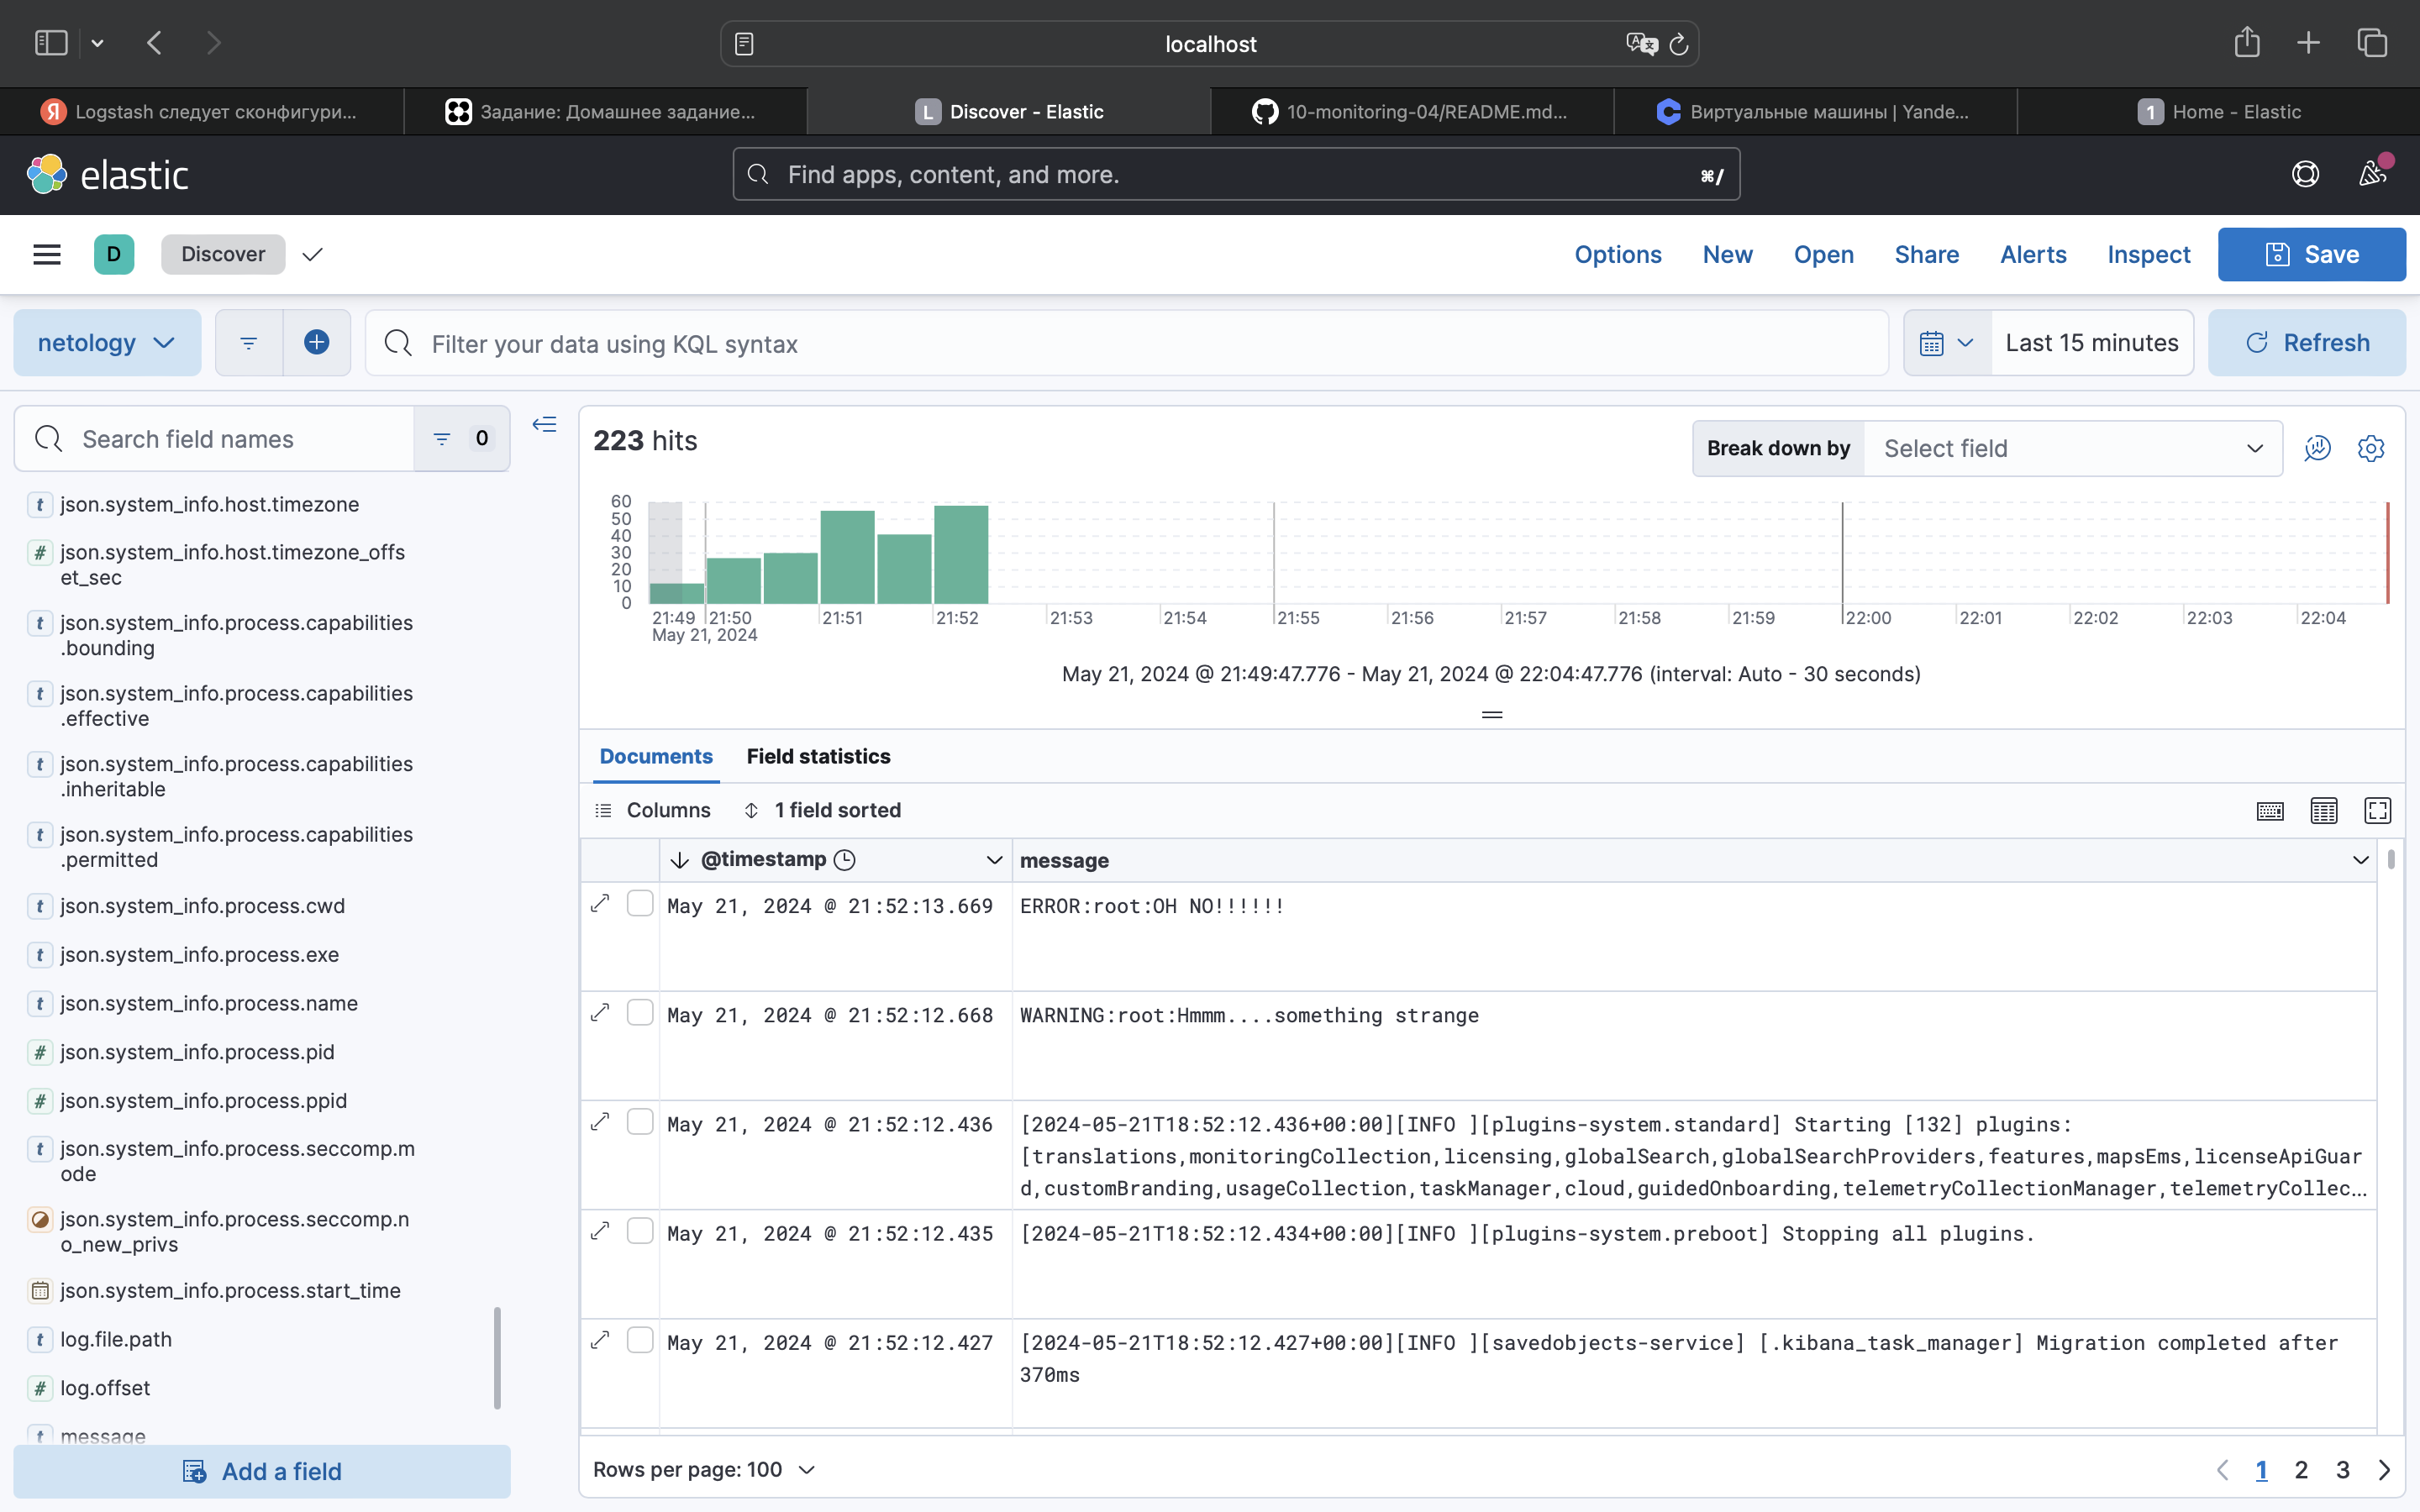 localhost
Я Logstash следует сконфигури...
Задание: Домашнее задание...
L Discover - Elastic
10-monitoring-04/README.md...
Виртуальные машины | Yande...
1 Home - Elastic
elastic
Find apps, content, and more.
⌘/
D
Discover
Options
New
Open
Share
Alerts
Inspect
Save
netology
Filter your data using KQL syntax
Last 15 minutes
Refresh
Search field names
0
t json.system_info.host.timezone
# json.system_info.host.timezone_offs
et_sec
t json.system_info.process.capabilities
.bounding
t json.system_info.process.capabilities
.effective
t json.system_info.process.capabilities
.inheritable
t json.system_info.process.capabilities
.permitted
t json.system_info.process.cwd
t json.system_info.process.exe
t json.system_info.process.name
# json.system_info.process.pid
# json.system_info.process.ppid
t json.system_info.process.seccomp.m
ode
json.system_info.process.seccomp.n
o_new_privs
json.system_info.process.start_time
t log.file.path
# log.offset
t message
Add a field
223 hits
Break down by
Select field
60
50
40
30
20
10
0
21:49
21:50
21:51
21:52
21:53
21:54
21:55
21:56
21:57
21:58
21:59
22:00
22:01
22:02
22:03
22:04
May 21, 2024
May 21, 2024 @ 21:49:47.776 - May 21, 2024 @ 22:04:47.776 (interval: Auto - 30 seconds)
Documents
Field statistics
Columns
1 field sorted
@timestamp
message
May 21, 2024 @ 21:52:13.669
ERROR:root:OH NO!!!!!!
May 21, 2024 @ 21:52:12.668
WARNING:root:Hmmm....something strange
May 21, 2024 @ 21:52:12.436
[2024-05-21T18:52:12.436+00:00][INFO ][plugins-system.standard] Starting [132] plugins:
[translations,monitoringCollection,licensing,globalSearch,globalSearchProviders,features,mapsEms,licenseApiGuar
d,customBranding,usageCollection,taskManager,cloud,guidedOnboarding,telemetryCollectionManager,telemetryCollec...
May 21, 2024 @ 21:52:12.435
[2024-05-21T18:52:12.434+00:00][INFO ][plugins-system.preboot] Stopping all plugins.
May 21, 2024 @ 21:52:12.427
[2024-05-21T18:52:12.427+00:00][INFO ][savedobjects-service] [.kibana_task_manager] Migration completed after
370ms
Rows per page: 100
1
2
3